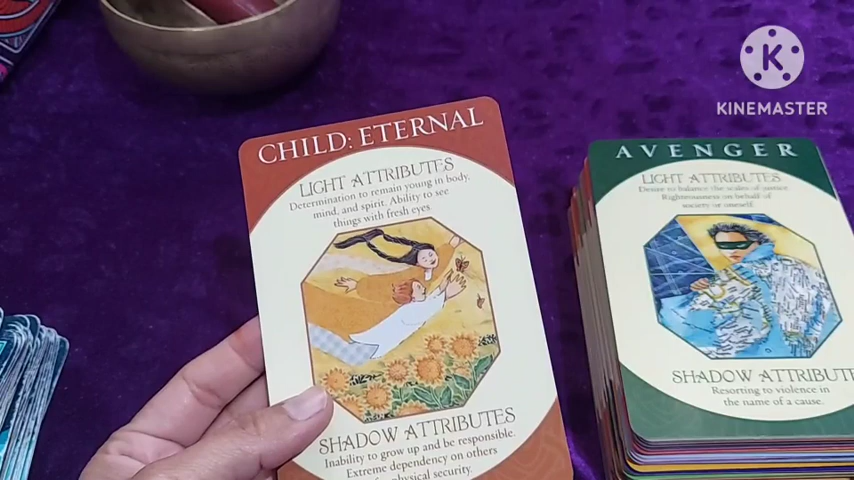 KINEMASTER
CHILD: ETERNAL
LIGHT ATTRIBUTES
Determination to remain young in body,
mind, and spirit. Ability to see
things with fresh eyes.
SHADOW ATTRIBUTES
Inability to grow up and be responsible.
Extreme dependency on others
physical security.
AVENGER
LIGHT ATTRIBUTES
Desire to balance the scales of justice.
Righteousness on behalf of
society or oneself.
SHADOW ATTRIBUTE
Resorting to violence in
the name of a cause.